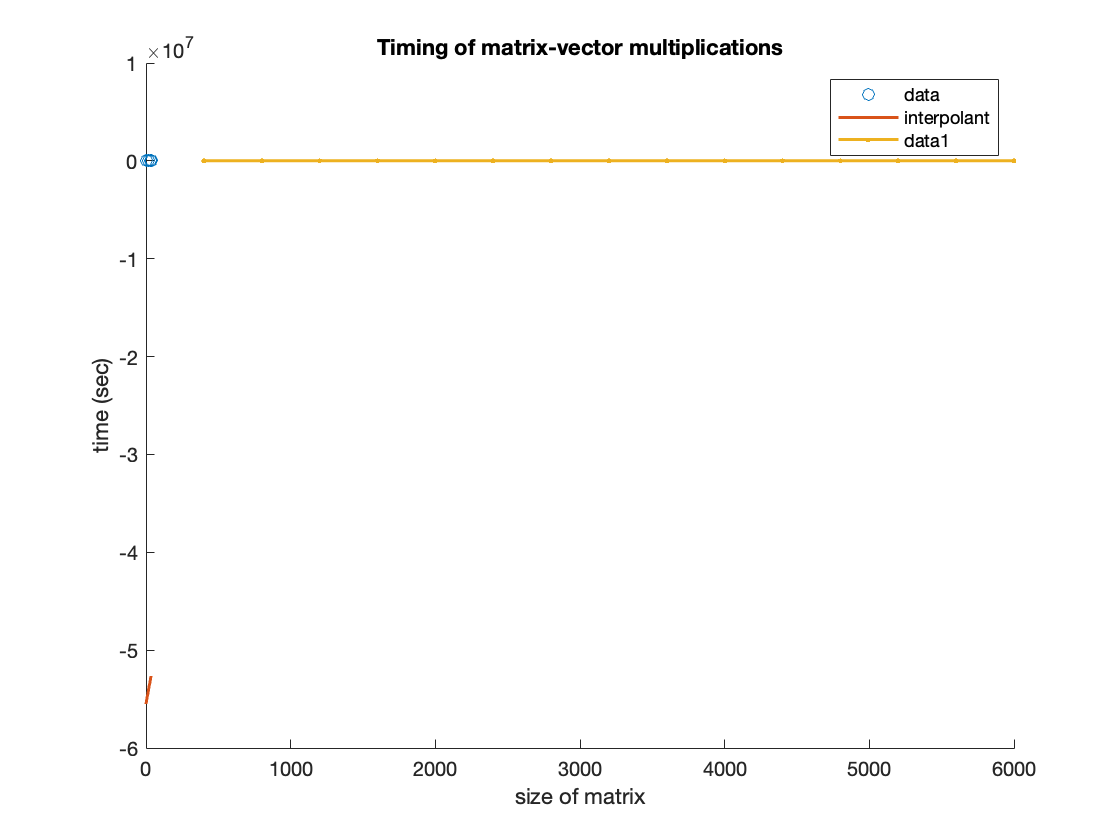 ×10^7
Timing of matrix-vector multiplications
data
interpolant
data1
1
0
-1
-2
-3
-4
-5
-6
time (sec)
0 1000 2000 3000 4000 5000 6000
size of matrix